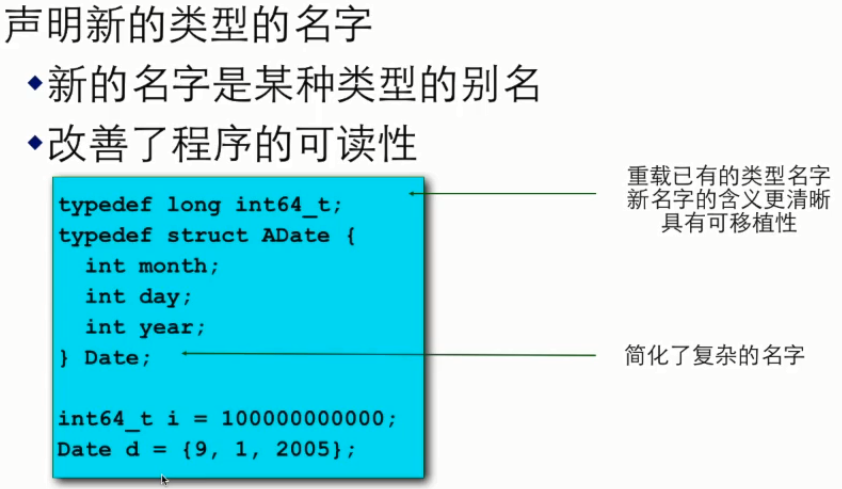 声明新的类型的名字
新的名字是某种类型的别名
改善了程序的可读性
typedef long int64_t;
typedef struct ADate {
int month;
int day;
int year;
} Date;
int64_t i = 100000000000;
Date d = {9, 1, 2005};
重载已有的类型名字
新名字的含义更清晰
具有可移植性
简化了复杂的名字